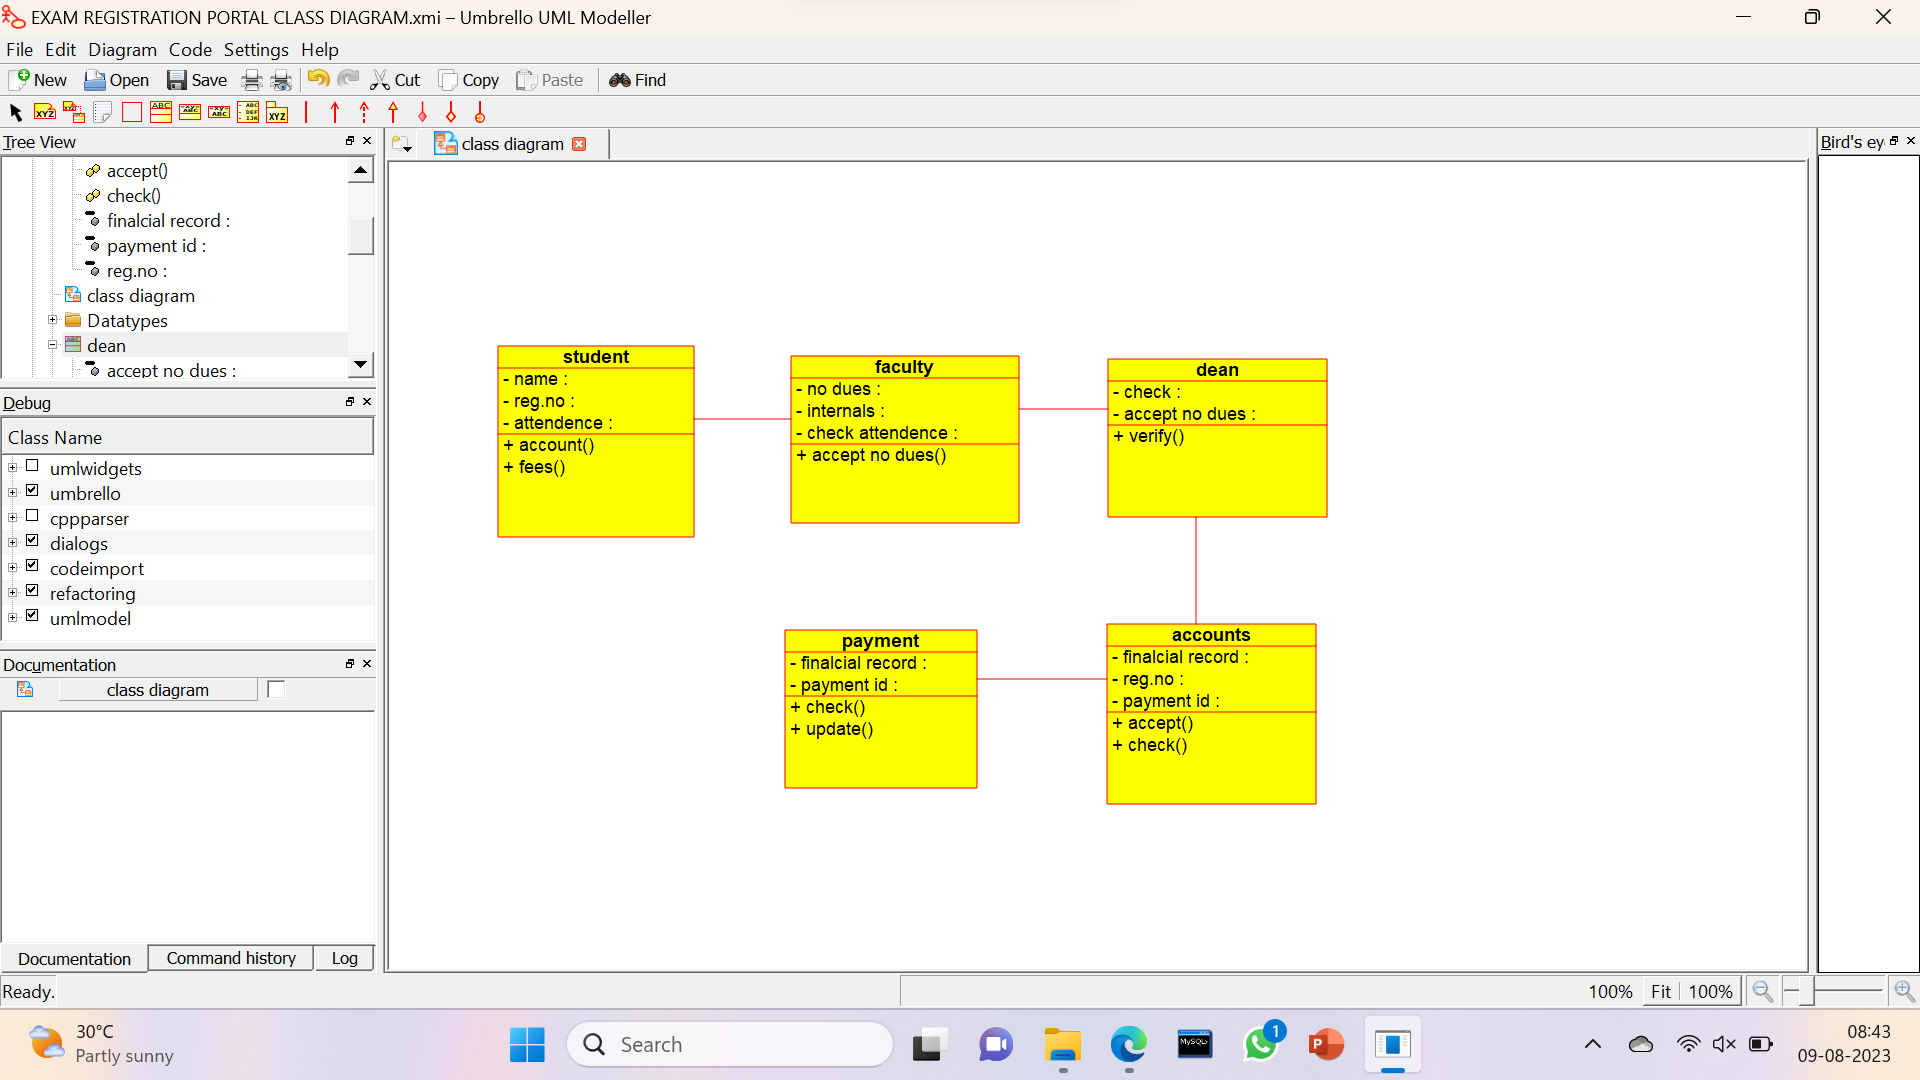 EXAM REGISTRATION PORTAL CLASS DIAGRAM.xmi – Umbrello UML Modeller
File Edit Diagram Code Settings Help
New Open Save Cut Copy Paste Find
Tree View
accept()
check()
finalcial record :
payment id :
reg.no :
class diagram
Datatypes
dean
accept no dues :
Debug
Class Name
umlwidgets
umbrello
cppparser
dialogs
codeimport
refactoring
umlmodel
Documentation
class diagram
Documentation Command history Log
Ready.
class diagram
student
- name :
- reg.no :
- attendence :
+ account()
+ fees()
faculty
- no dues :
- internals :
- check attendence :
+ accept no dues()
dean
- check :
- accept no dues :
+ verify()
payment
- finalcial record :
- payment id :
+ check()
+ update()
accounts
- finalcial record :
- reg.no :
- payment id :
+ accept()
+ check()
Bird's ey
100% Fit 100%
30°C
Partly sunny
Search
MySQL
1
P
08:43
09-08-2023